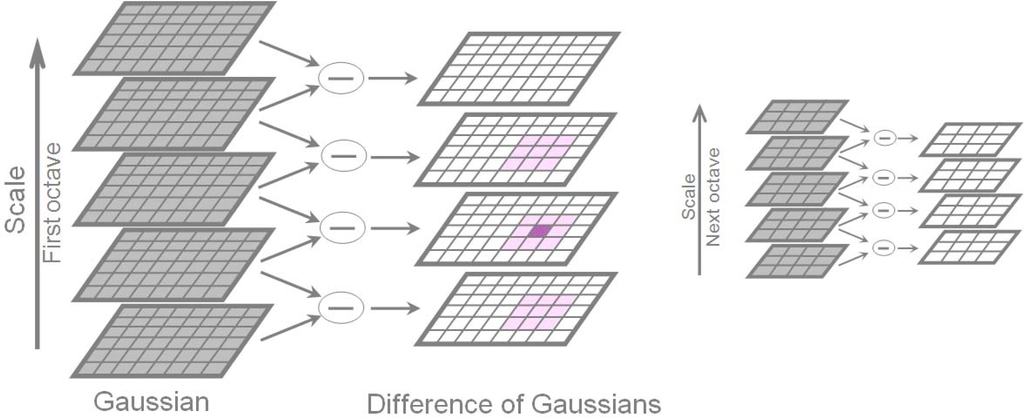 Scale
First octave
Gaussian
Difference of Gaussians
Scale
Next octave